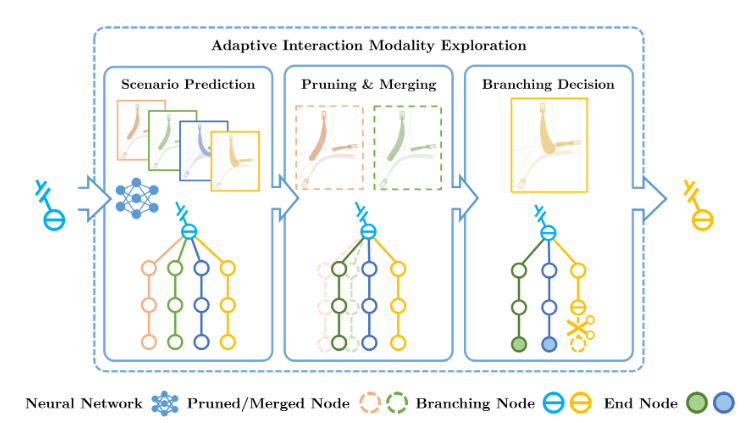 Adaptive Interaction Modality Exploration
Scenario Prediction
Pruning & Merging
Branching Decision
Neural Network
Pruned/Merged Node
Branching Node
End Node